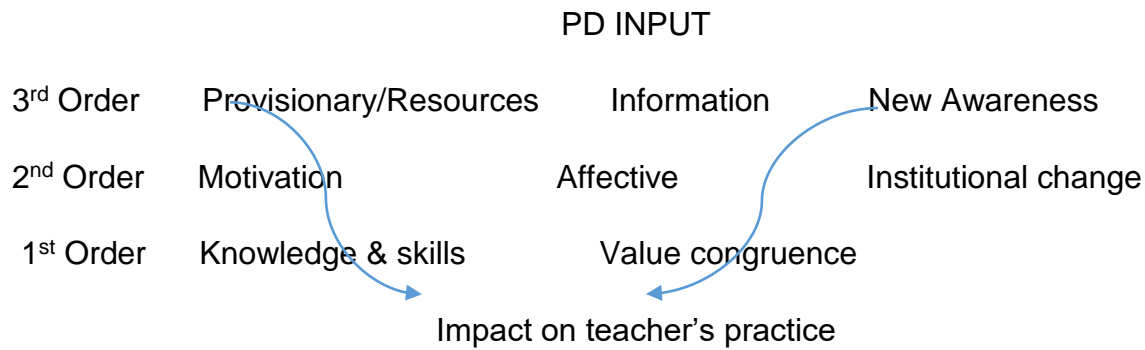 PD INPUT
3rd Order Provisionary/Resources Information New Awareness
2nd Order Motivation Affective Institutional change
1st Order Knowledge & skills Value congruence
Impact on teacher’s practice